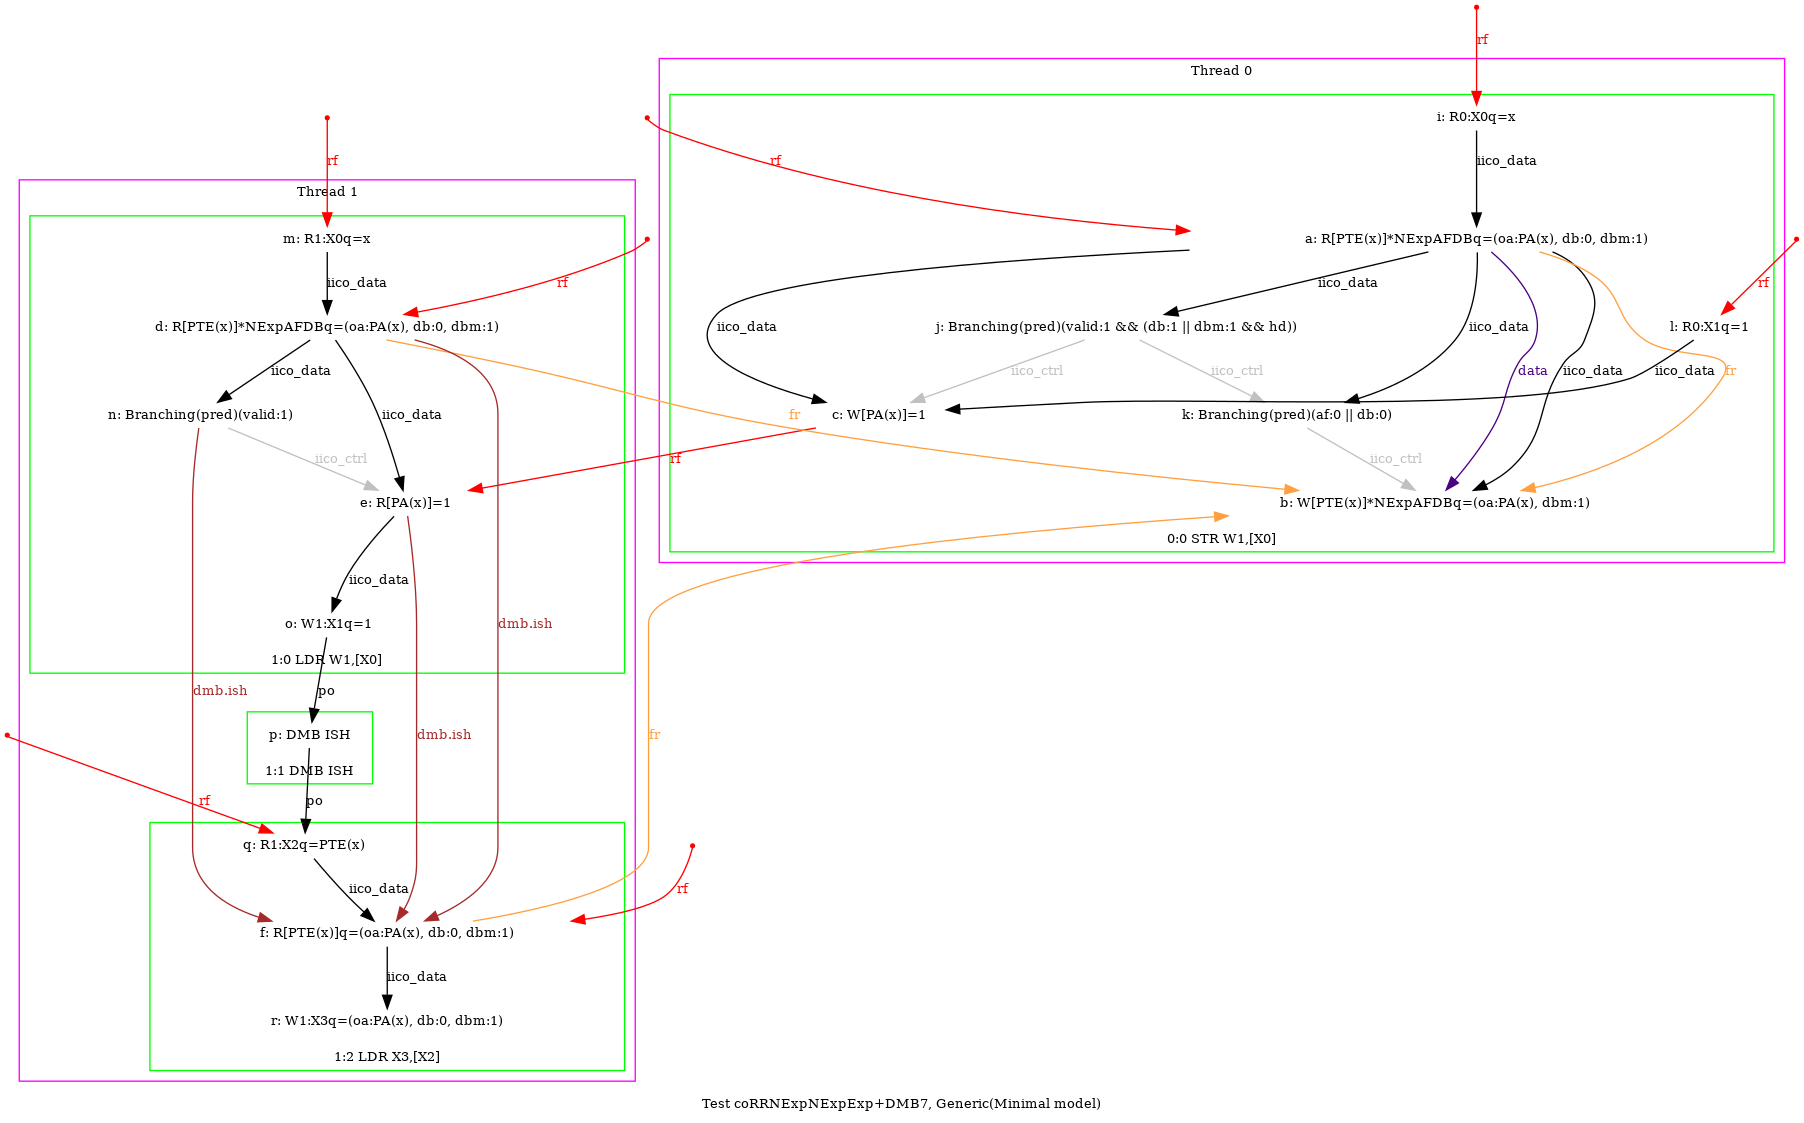 rf
Thread 0
i: R0:X0q=x
rf
rf
iico_data
rf
Thread 1
m: R1:X0q=x
a: R[PTE(x)]*NExpAFDBq=(oa:PA(x), db:0, dbm:1)
iico_data
rf
iico_data
rf
d: R[PTE(x)]*NExpAFDBq=(oa:PA(x), db:0, dbm:1)
iico_data
j: Branching(pred)(valid:1 && (db:1 || dbm:1 && hd))
iico_data
l: R0:X1q=1
iico_data
iico_ctrl
iico_ctrl
data
iico_data
fr
iico_data
n: Branching(pred)(valid:1)
iico_data
fr
c: W[PA(x)]=1
k: Branching(pred)(af:0 || db:0)
iico_ctrl
rf
iico_ctrl
e: R[PA(x)]=1
b: W[PTE(x)]*NExpAFDBq=(oa:PA(x), dbm:1)
0:0 STR W1,[X0]
iico_data
o: W1:X1q=1
dmb.ish
1:0 LDR W1,[X0]
dmb.ish
po
p: DMB ISH
dmb.ish
fr
1:1 DMB ISH
rf
po
q: R1:X2q=PTE(x)
iico_data
rf
f: R[PTE(x)]q=(oa:PA(x), db:0, dbm:1)
iico_data
r: W1:X3q=(oa:PA(x), db:0, dbm:1)
1:2 LDR X3,[X2]
Test coRRNExpNExpExp+DMB7, Generic(Minimal model)